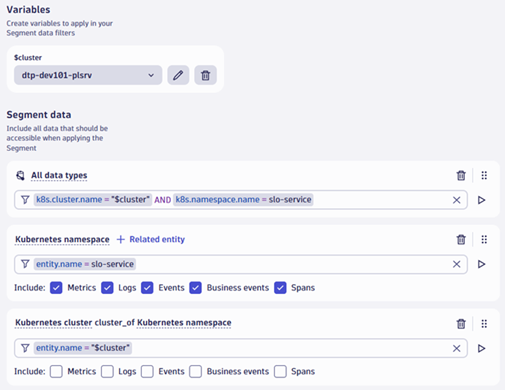 Variables
Create variables to apply in your
Segment data filters
$cluster
dtp-dev101-plsrv
Segment data
Include all data that should be
accessible when applying the
Segment
All data types
k8s.cluster.name = "$cluster" AND k8s.namespace.name = slo-service
Kubernetes namespace + Related entity
entity.name = slo-service
Include: Metrics Logs Events Business events Spans
Kubernetes cluster cluster_of Kubernetes namespace
entity.name = "$cluster"
Include: Metrics Logs Events Business events Spans